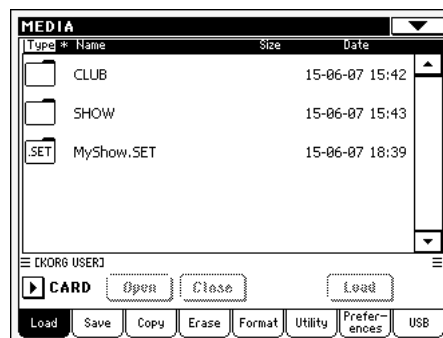 MEDIA
Type * Name Size Date
CLUB 15-06-07 15:42
SHOW 15-06-07 15:43
.SET MyShow.SET 15-06-07 18:39
[KORG USER]
CARD Open Close Load
Load Save Copy Erase Format Utility Prefer-
ences USB